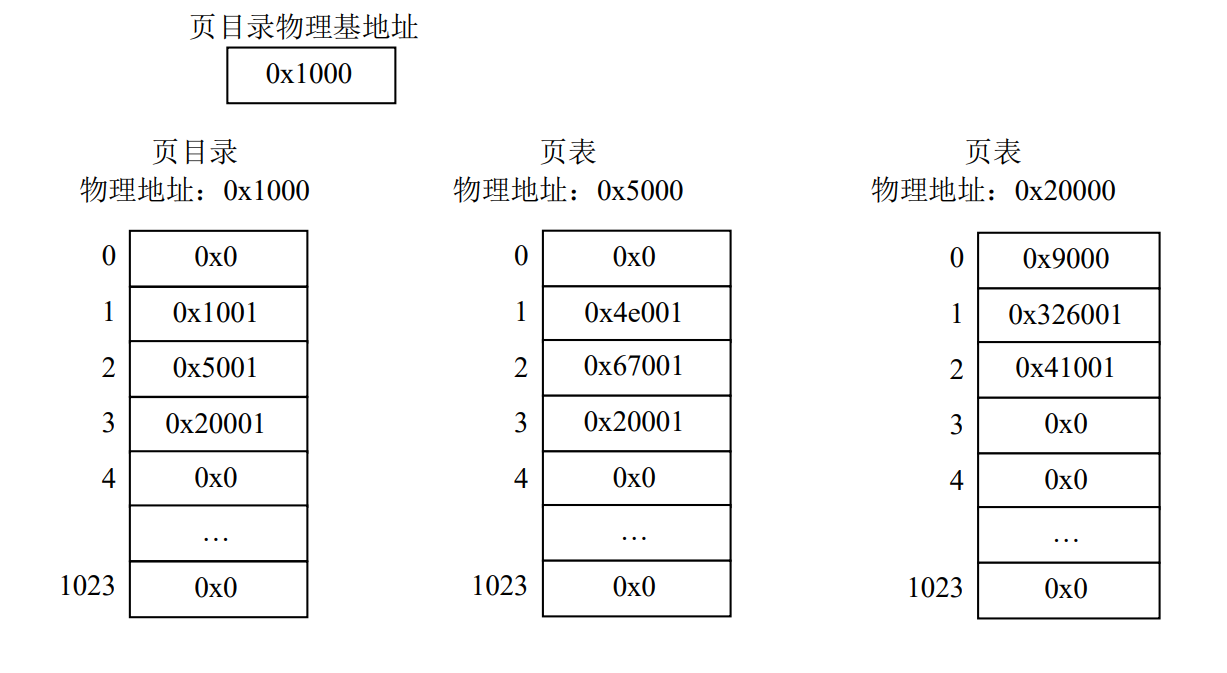 页目录物理基地址
0x1000
页目录
物理地址：0x1000
0 0x0
1 0x1001
2 0x5001
3 0x20001
4 0x0
…
1023 0x0
页表
物理地址：0x5000
0 0x0
1 0x4e001
2 0x67001
3 0x20001
4 0x0
…
1023 0x0
页表
物理地址：0x20000
0 0x9000
1 0x326001
2 0x41001
3 0x0
4 0x0
…
1023 0x0